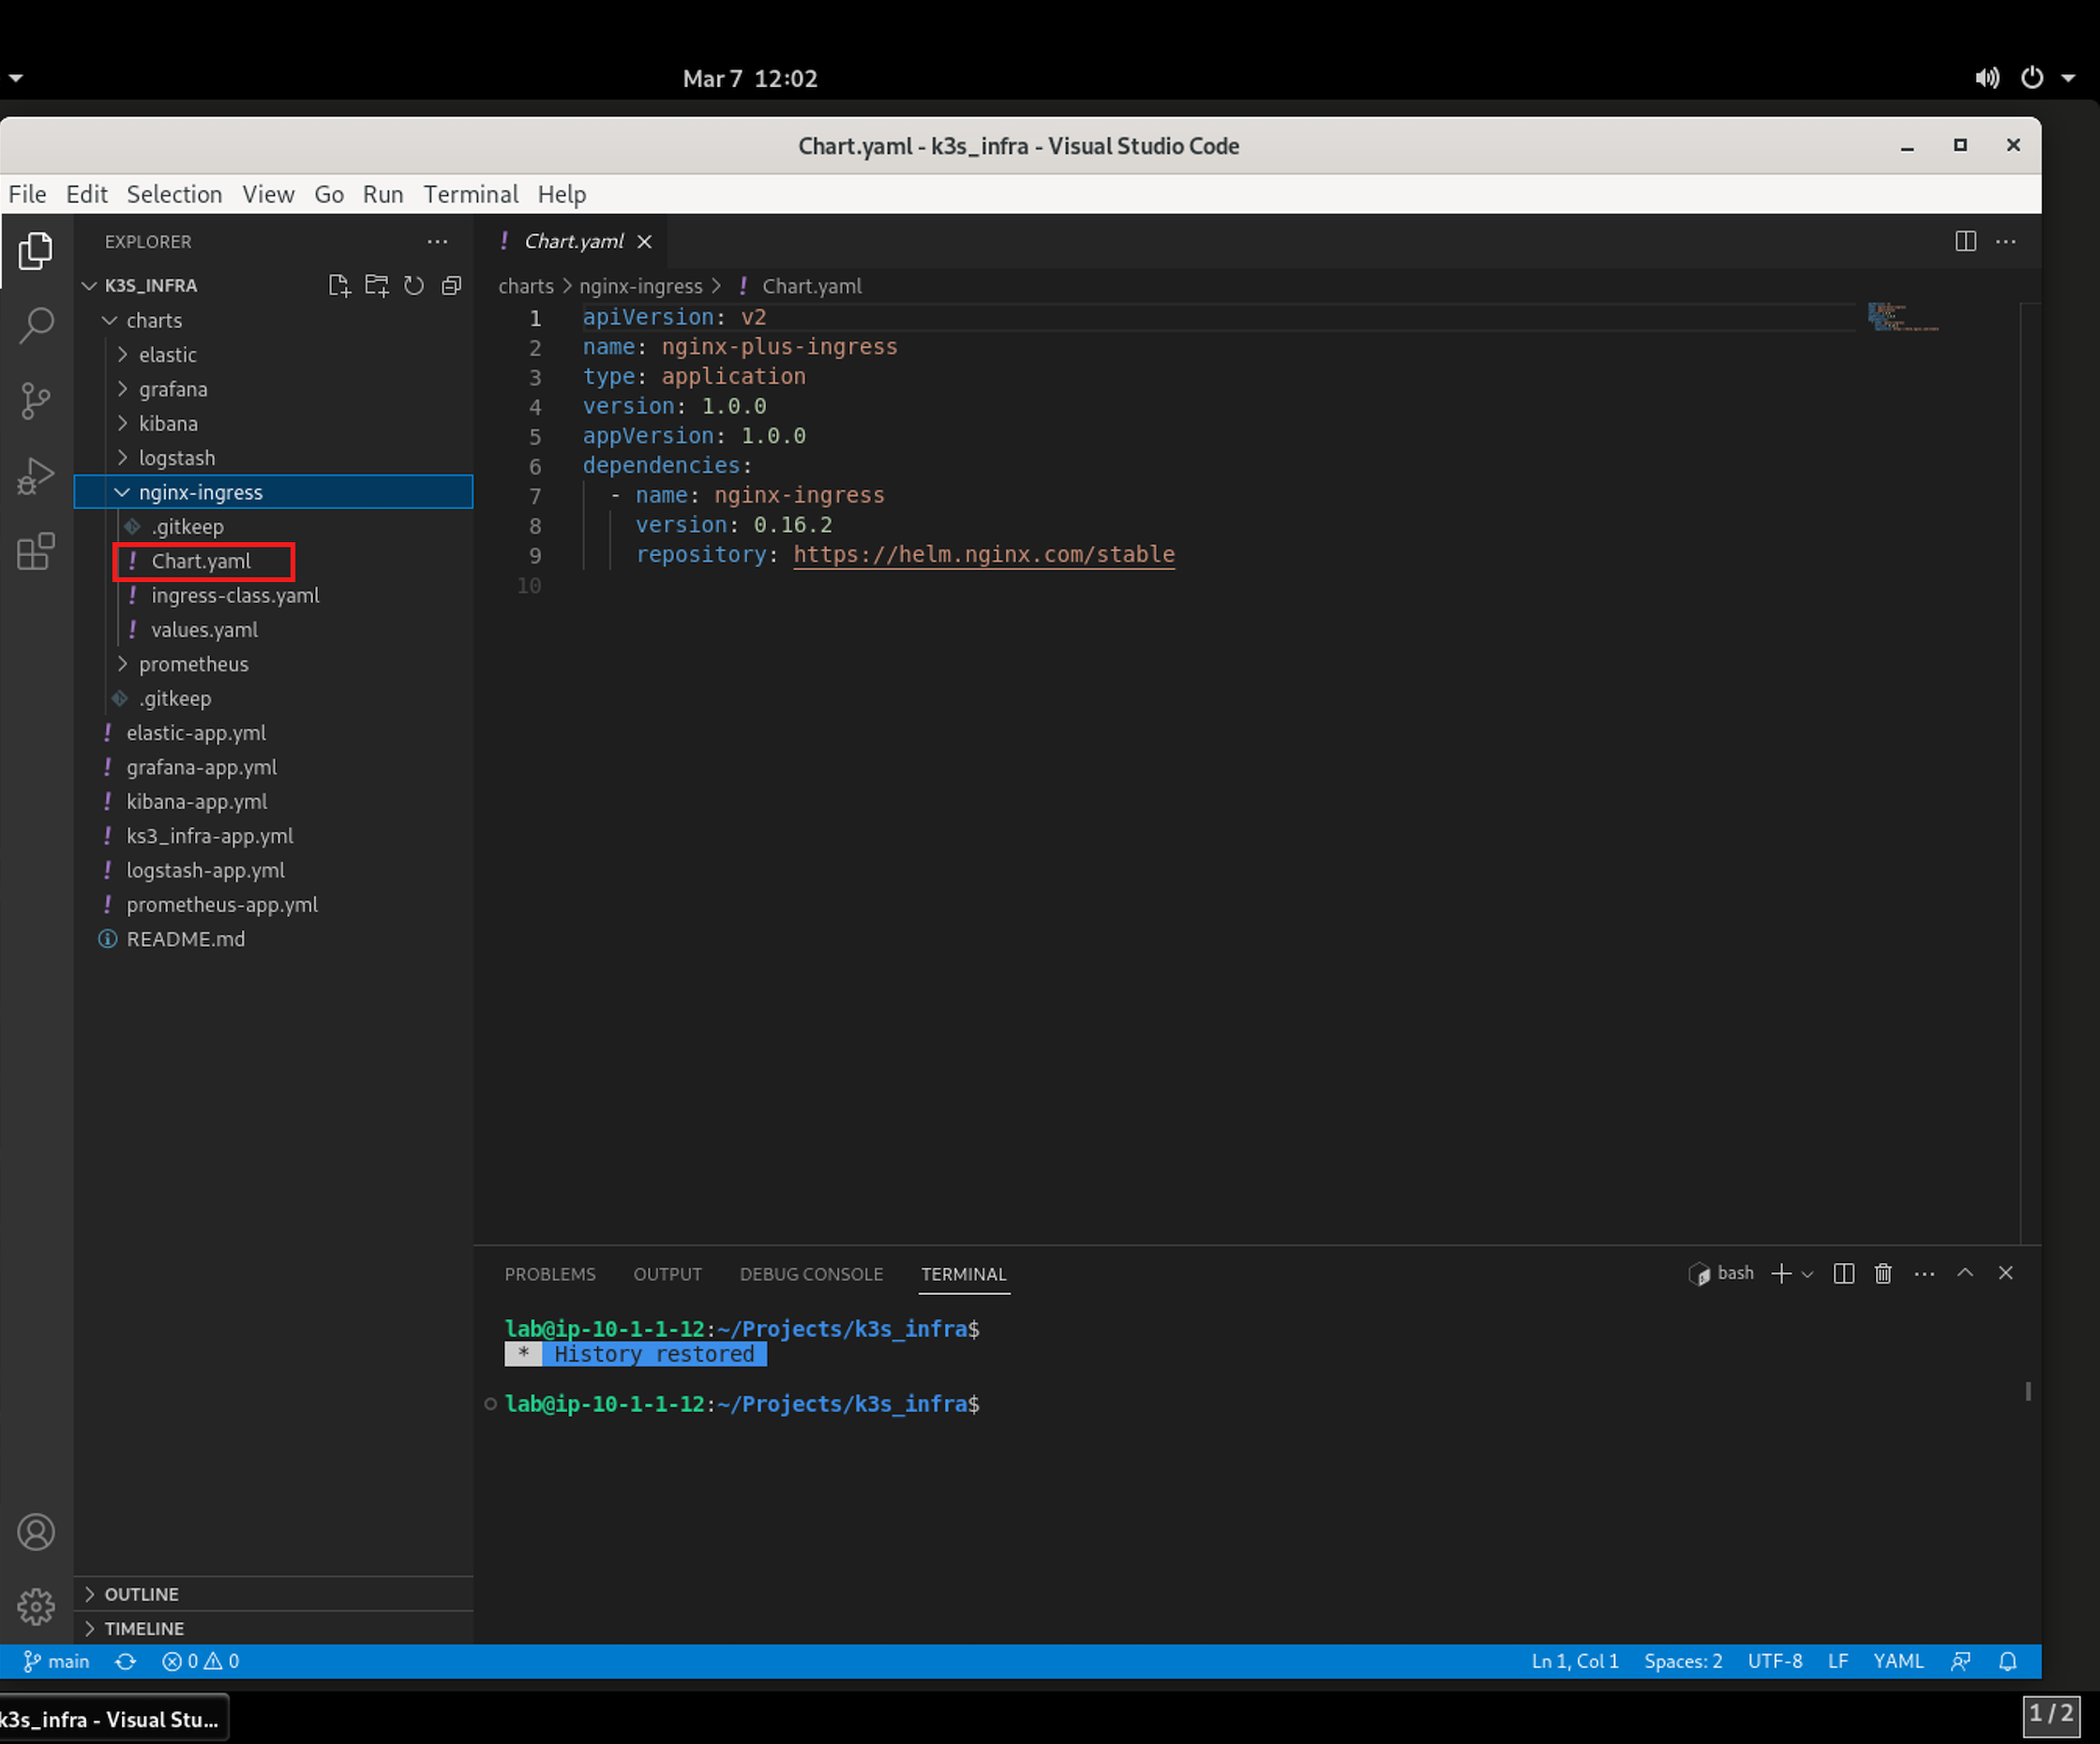 Mar 7 12:02
Chart.yaml - k3s_infra - Visual Studio Code
File Edit Selection View Go Run Terminal Help
EXPLORER
K3S_INFRA
charts
elastic
grafana
kibana
logstash
nginx-ingress
.gitkeep
! Chart.yaml
! ingress-class.yaml
! values.yaml
prometheus
.gitkeep
! elastic-app.yml
! grafana-app.yml
! kibana-app.yml
! ks3_infra-app.yml
! logstash-app.yml
! prometheus-app.yml
README.md
OUTLINE
TIMELINE
! Chart.yaml
charts > nginx-ingress > ! Chart.yaml
1 apiVersion: v2
2 name: nginx-plus-ingress
3 type: application
4 version: 1.0.0
5 appVersion: 1.0.0
6 dependencies:
7 - name: nginx-ingress
8 version: 0.16.2
9 repository: https://helm.nginx.com/stable
10
PROBLEMS OUTPUT DEBUG CONSOLE TERMINAL bash
lab@ip-10-1-1-12:~/Projects/k3s_infra$
* History restored
lab@ip-10-1-1-12:~/Projects/k3s_infra$
main 0 0 Ln 1, Col 1 Spaces: 2 UTF-8 LF YAML
k3s_infra - Visual Stu...
1 / 2